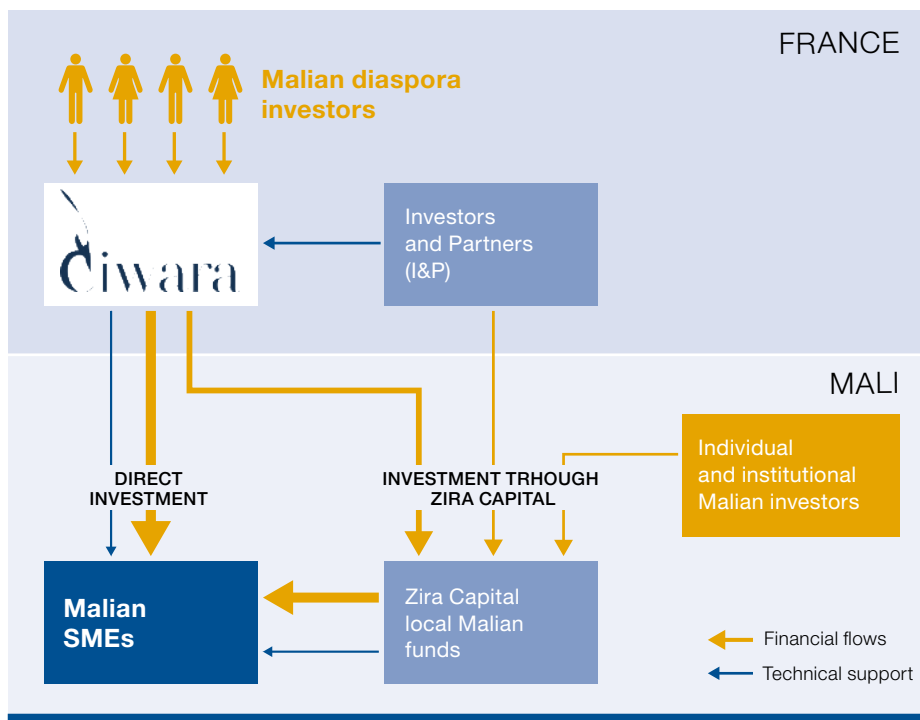 FRANCE
Malian diaspora
investors
Ciwara
Investors
and Partners
(I&P)
MALI
Individual
and institutional
Malian investors
DIRECT
INVESTMENT
INVESTMENT TRHOUGH
ZIRA CAPITAL
Malian
SMEs
Zira Capital
local Malian
funds
Financial flows
Technical support